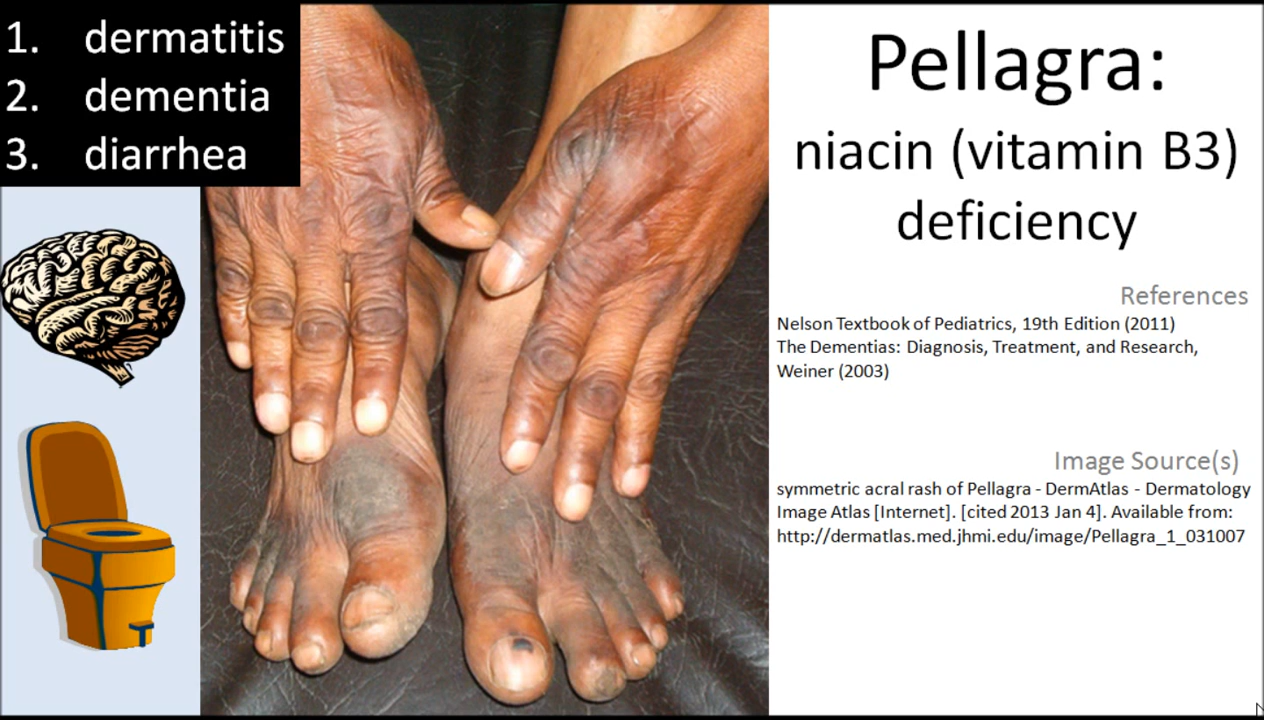 1. dermatitis
2. dementia
3. diarrhea
Pellagra:
niacin (vitamin B3)
deficiency
References
Nelson Textbook of Pediatrics, 19th Edition (2011)
The Dementias: Diagnosis, Treatment, and Research,
Weiner (2003)
Image Source(s)
symmetric acral rash of Pellagra - DermAtlas - Dermatology
Image Atlas [Internet]. [cited 2013 Jan 4]. Available from:
http://dermatlas.med.jhmi.edu/image/Pellagra_1_031007